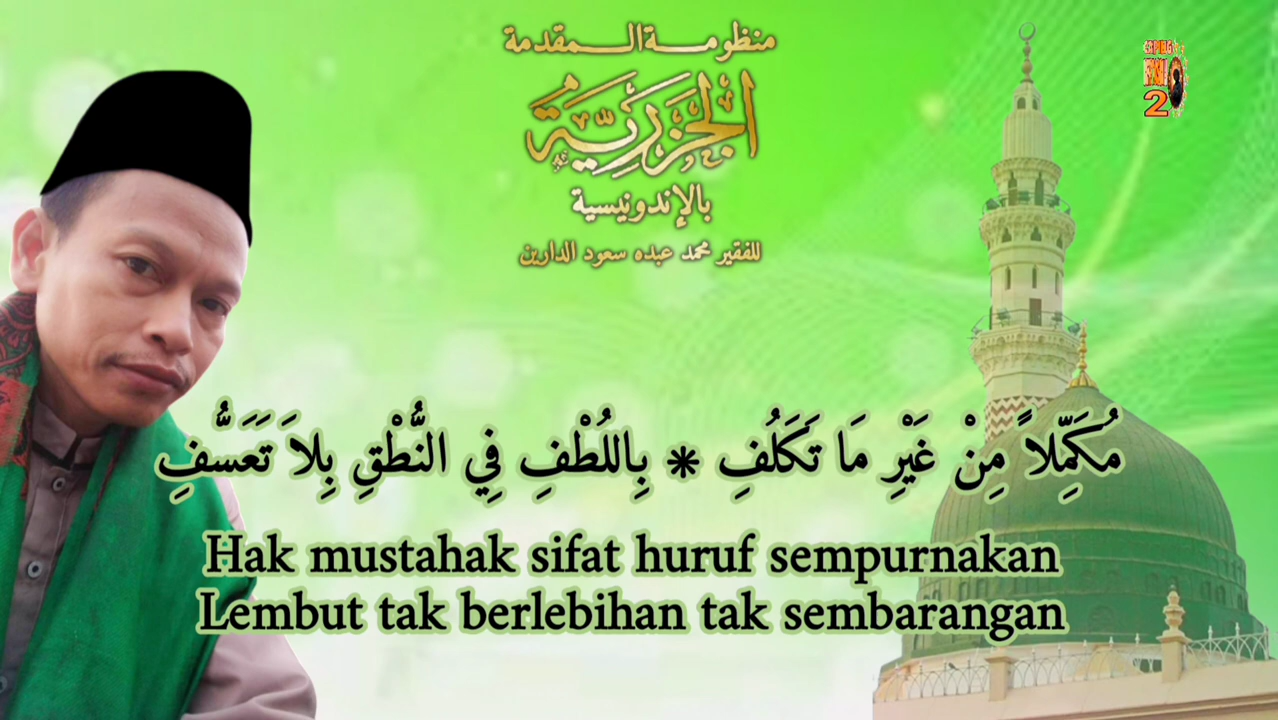 منظومة المقدمة
الجزرية
بالإندونيسية
للفقير محمد عبده سعود الدارين
مُكَمِّلاً مِنْ غَيْرِ مَا تَكَلُفِ * بِاللُطْفِ فِي النُّطْقِ بِلاَ تَعَسُّفِ
Hak mustahak sifat huruf sempurnakan
Lembut tak berlebihan tak sembarangan
2